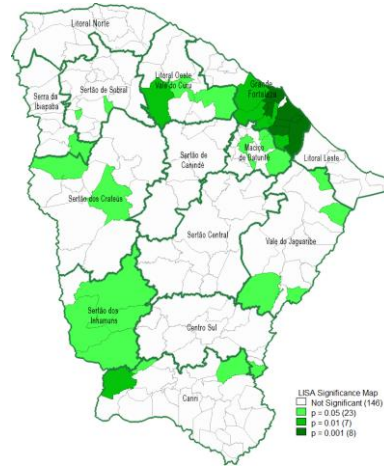 Litoral Norte
Litoral Oeste
Vale do Curu
Grande
Fortaleza
Serra da
Ibiapaba
Sertão de Sobral
Sertão de
Canindé
Maciço
de Baturité
Litoral Leste
Sertão dos Crateús
Sertão Central
Vale do Jaguaribe
Sertão dos
Inhamuns
Centro Sul
Cariri
LISA Significance Map
Not Significant (146)
p = 0.05 (23)
p = 0.01 (7)
p = 0.001 (8)